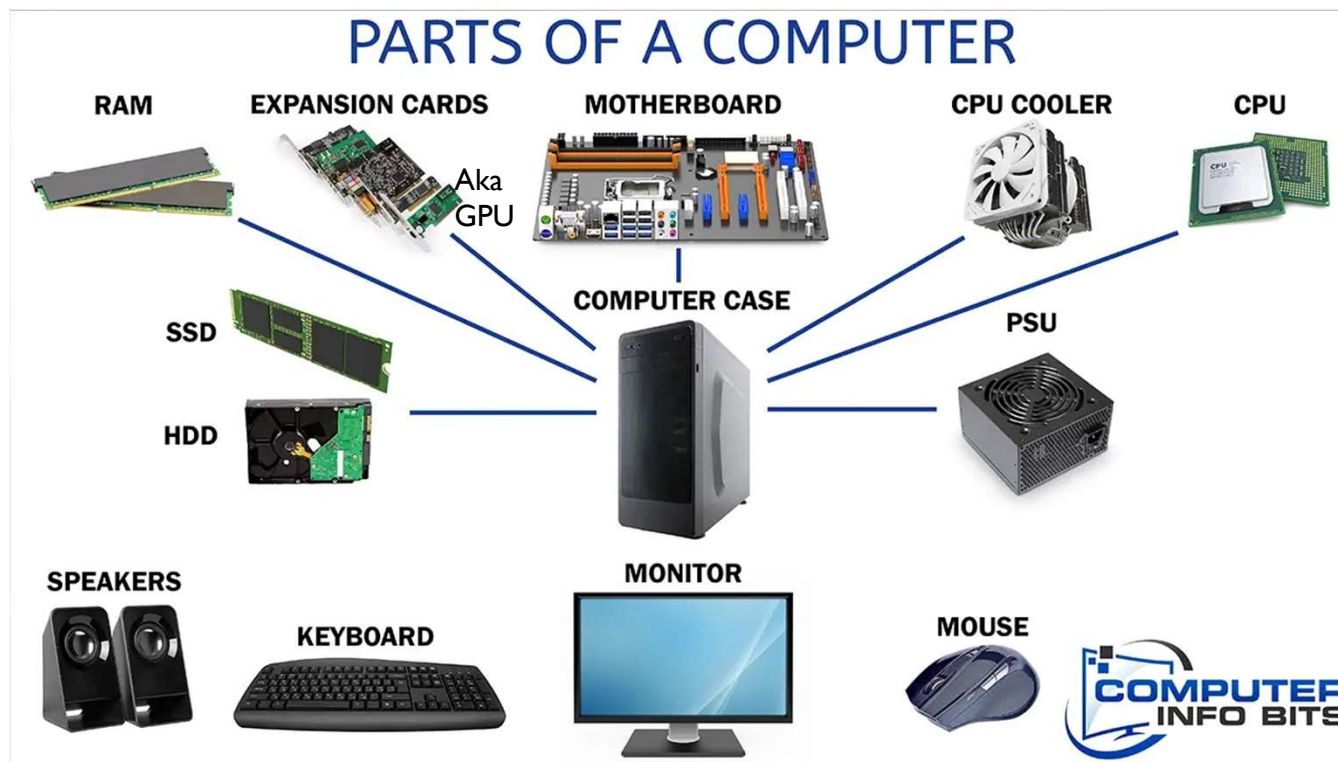 PARTS OF A COMPUTER
RAM
EXPANSION CARDS
MOTHERBOARD
CPU COOLER
CPU
CPU
Aka
GPU
COMPUTER CASE
SSD
PSU
HDD
SPEAKERS
KEYBOARD
MONITOR
MOUSE
COMPUTER
INFO BITS